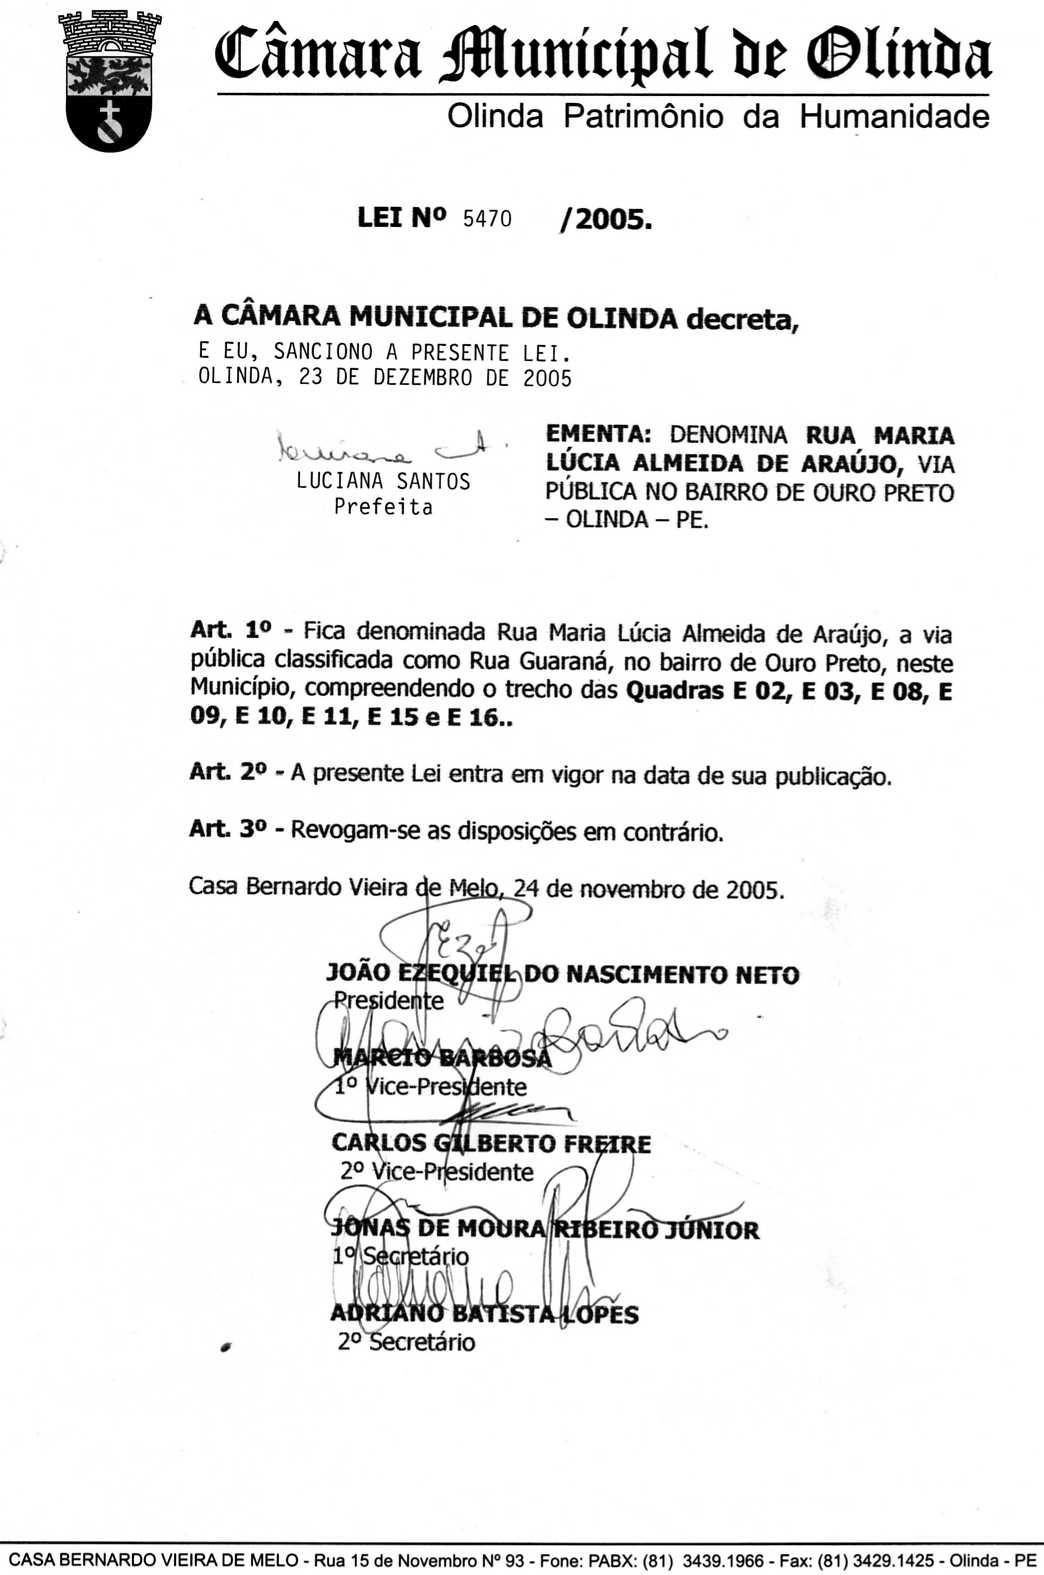 Câmara Municipal de Olinda
Olinda Patrimônio da Humanidade
LEI Nº 5470 /2005.
A CÂMARA MUNICIPAL DE OLINDA decreta,
E EU, SANCIONO A PRESENTE LEI.
OLINDA, 23 DE DEZEMBRO DE 2005
LUCIANA SANTOS
Prefeita
EMENTA: DENOMINA RUA MARIA
LÚCIA ALMEIDA DE ARAÚJO, VIA
PÚBLICA NO BAIRRO DE OURO PRETO
– OLINDA – PE.
Art. 1º - Fica denominada Rua Maria Lúcia Almeida de Araújo, a via
pública classificada como Rua Guaraná, no bairro de Ouro Preto, neste
Município, compreendendo o trecho das Quadras E 02, E 03, E 08, E
09, E 10, E 11, E 15 e E 16..
Art. 2º - A presente Lei entra em vigor na data de sua publicação.
Art. 3º - Revogam-se as disposições em contrário.
Casa Bernardo Vieira de Melo, 24 de novembro de 2005.
JOÃO EZEQUIEL DO NASCIMENTO NETO
Presidente
MARCIO BARBOSA
1º Vice-Presidente
CARLOS GILBERTO FREIRE
2º Vice-Presidente
JONAS DE MOURA RIBEIRO JÚNIOR
1º Secretário
ADRIANO BATISTA LOPES
2º Secretário
CASA BERNARDO VIEIRA DE MELO - Rua 15 de Novembro Nº 93 - Fone: PABX: (81) 3439.1966 - Fax: (81) 3429.1425 - Olinda - PE